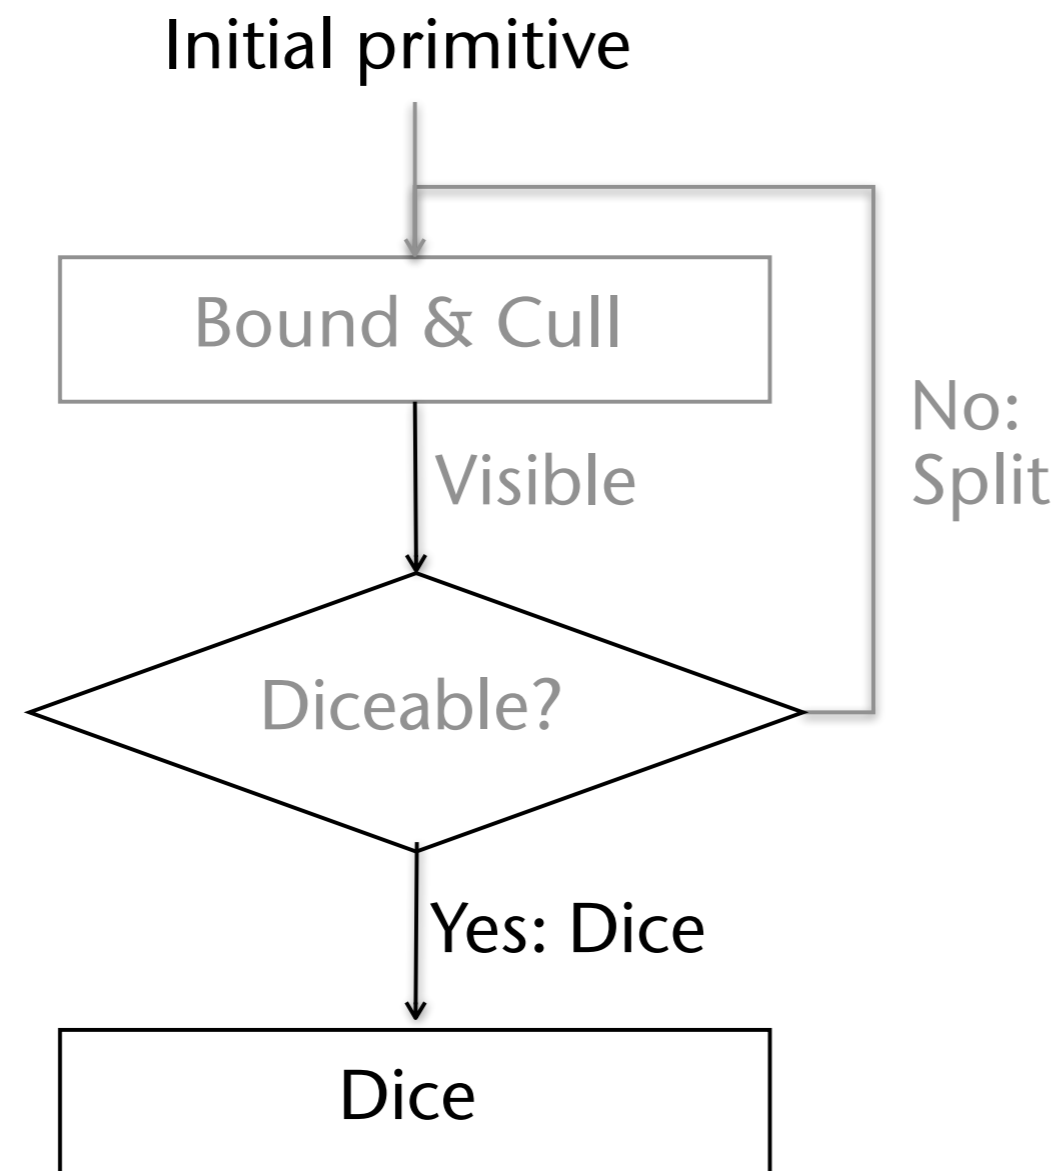 Initial primitive
Bound & Cull
No:
Split
Visible
Diceable?
Yes: Dice
Dice